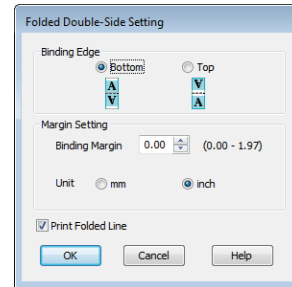 Folded Double-Side Setting
Binding Edge
Bottom Top
A V
V A
Margin Setting
Binding Margin 0.00 (0.00 - 1.97)
Unit mm inch
Print Folded Line
OK Cancel Help